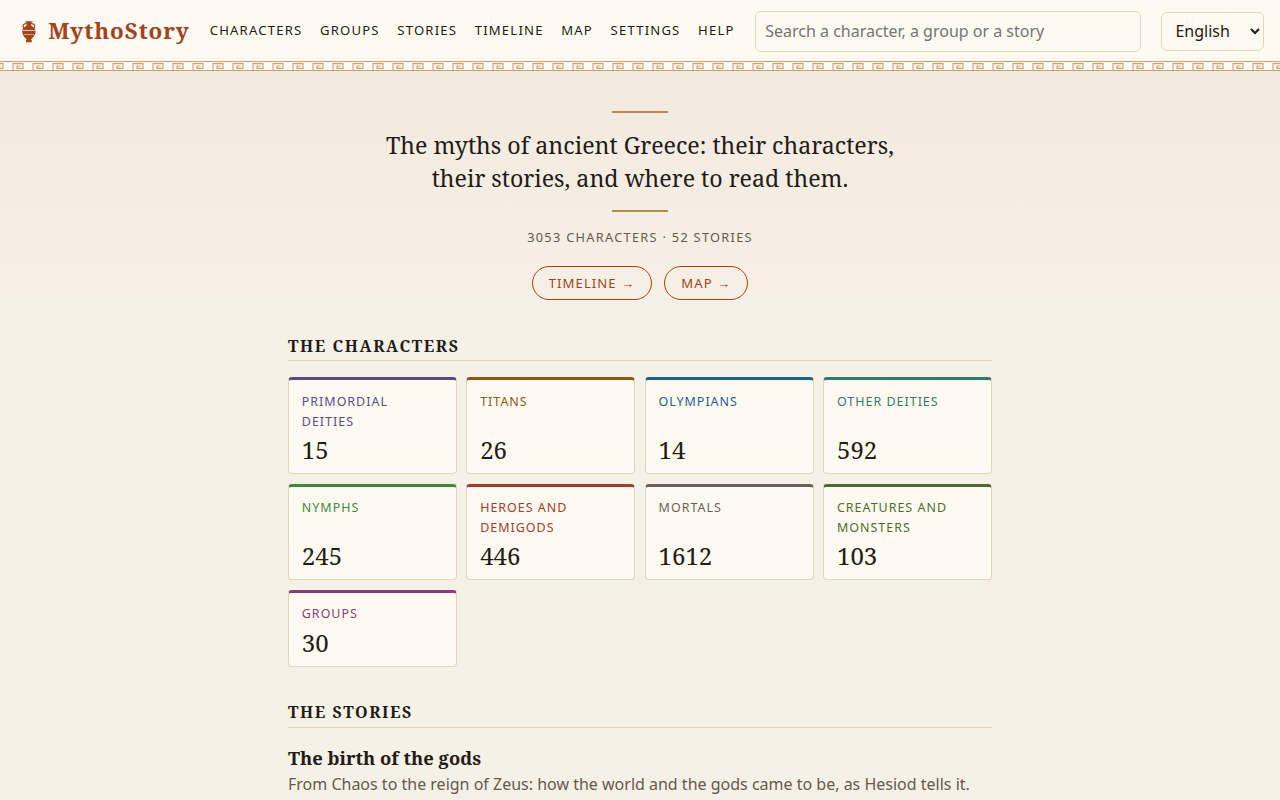 MythoStory
CHARACTERS GROUPS STORIES TIMELINE MAP SETTINGS HELP
Search a character, a group or a story
English
The myths of ancient Greece: their characters,
their stories, and where to read them.
3053 CHARACTERS · 52 STORIES
TIMELINE →
MAP →
THE CHARACTERS
PRIMORDIAL
DEITIES
15
TITANS
26
OLYMPIANS
14
OTHER DEITIES
592
NYMPHS
245
HEROES AND
DEMIGODS
446
MORTALS
1612
CREATURES AND
MONSTERS
103
GROUPS
30
THE STORIES
The birth of the gods
From Chaos to the reign of Zeus: how the world and the gods came to be, as Hesiod tells it.